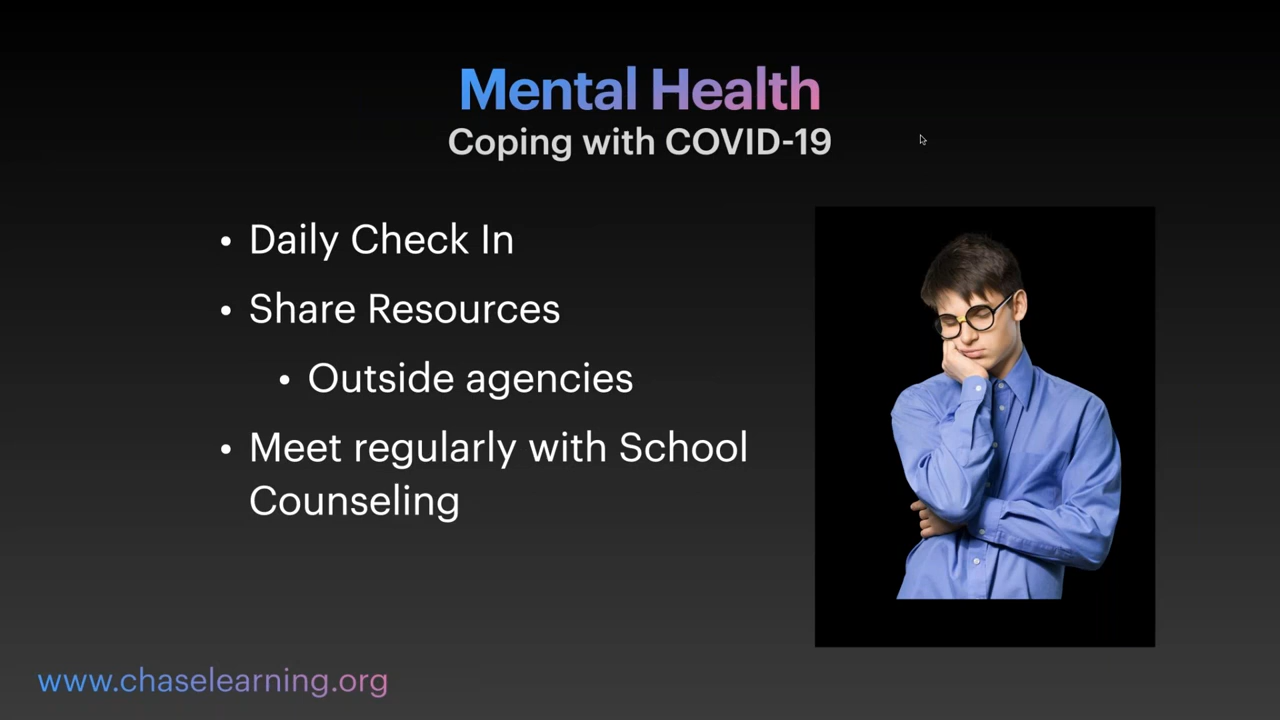 Mental Health
Coping with COVID-19
• Daily Check In
• Share Resources
• Outside agencies
• Meet regularly with School
Counseling
www.chaselearning.org